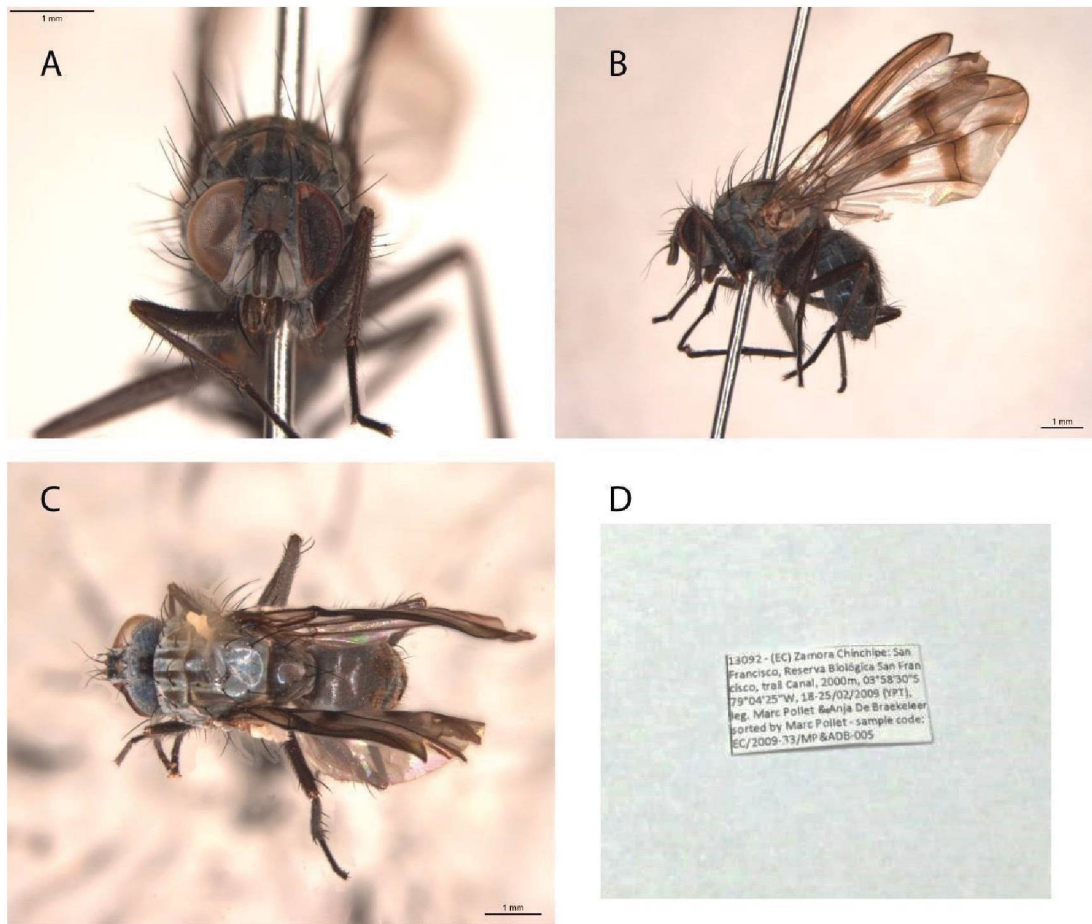 1 mm
A
B
1 mm
C
1 mm
D
13092 - (EC) Zamora Chinchipe: San
Francisco, Reserva Biológica San Fran
cisco, trail Canal, 2000m, 03°58'30"S
79°04'25"W, 18-25/02/2009 (YPT),
leg. Marc Pollet & Anja De Braekeleer
sorted by Marc Pollet - sample code:
EC/2009-33/MP&ADB-005